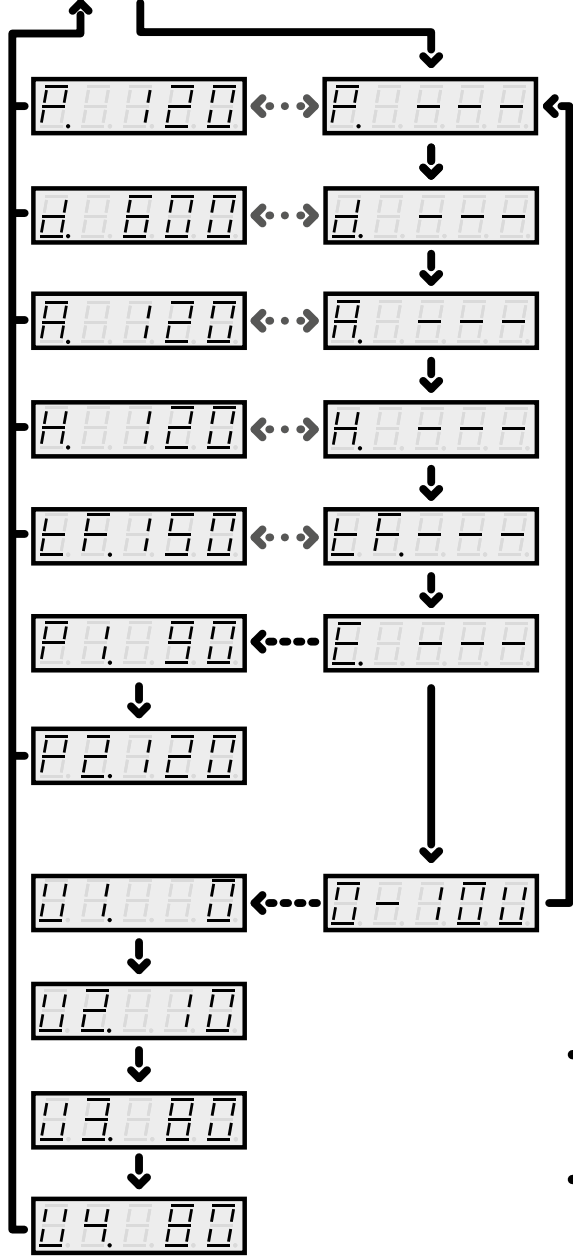 P. 120 P. ---
d. 600 d. ---
A. 120 A. ---
H. 120 H. ---
tF.150 tF.---
P1. 90 E. ---
P2.120
U1. 0 0-10U
U2. 10
U3. 80
U4. 80